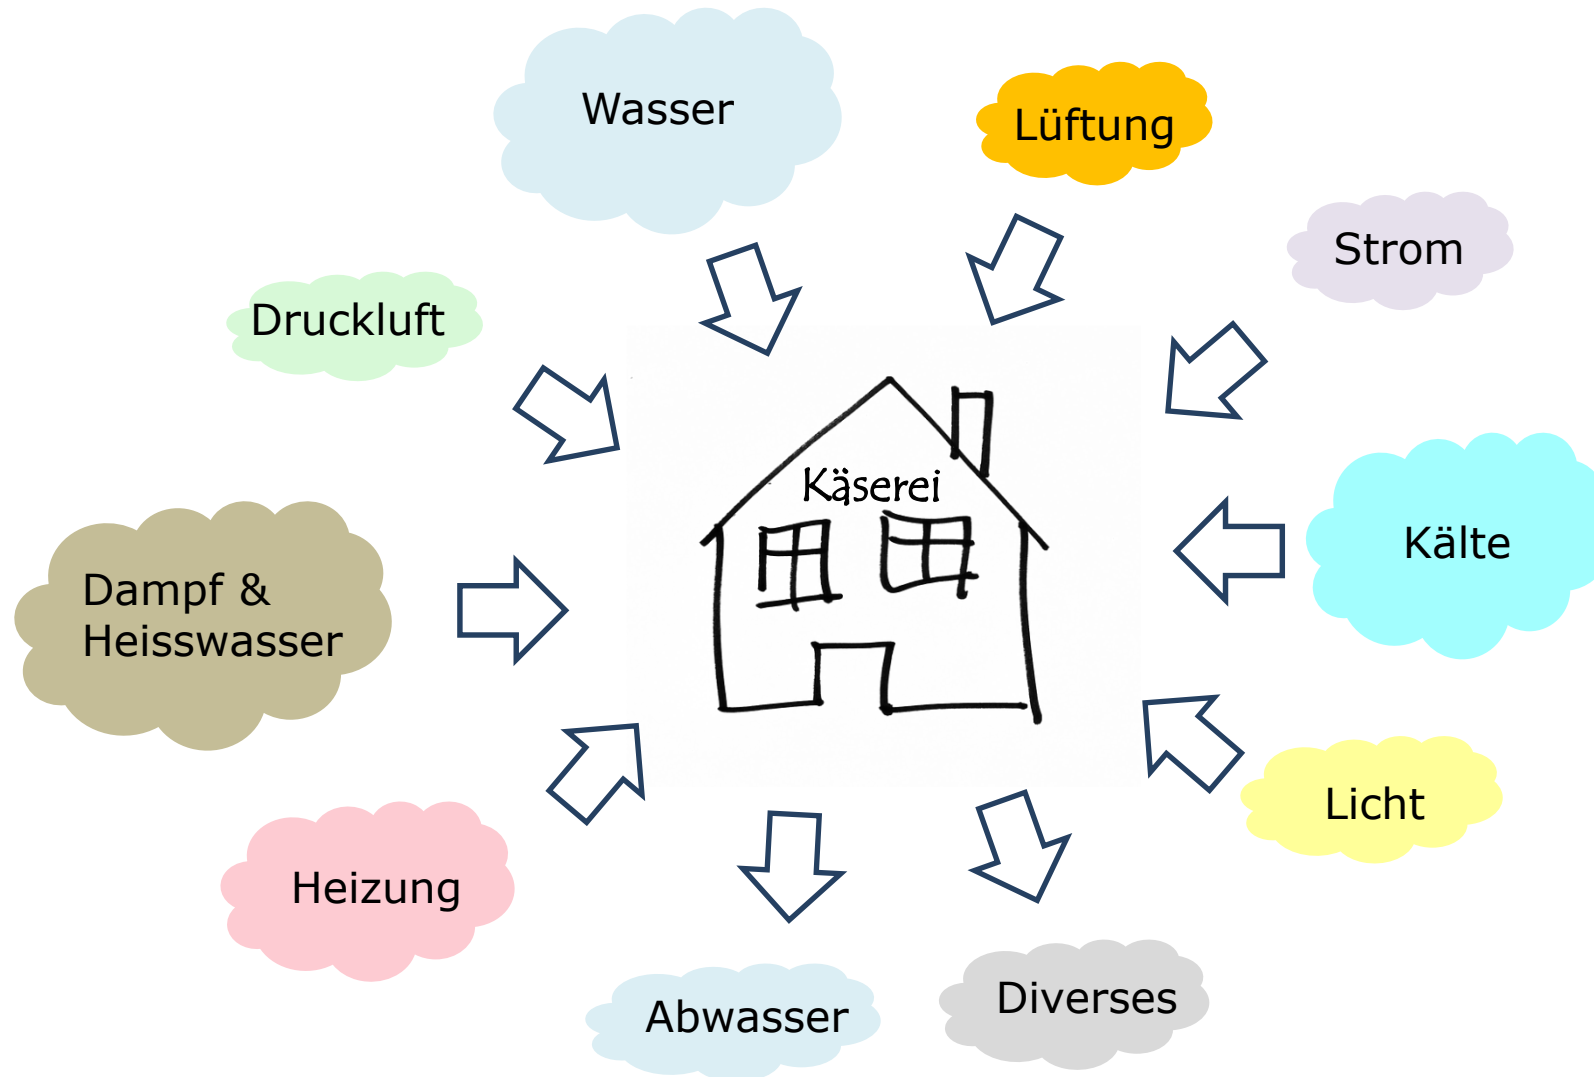 Wasser
Lüftung
Strom
Druckluft
Käserei
Kälte
Dampf &
Heisswasser
Licht
Heizung
Abwasser
Diverses